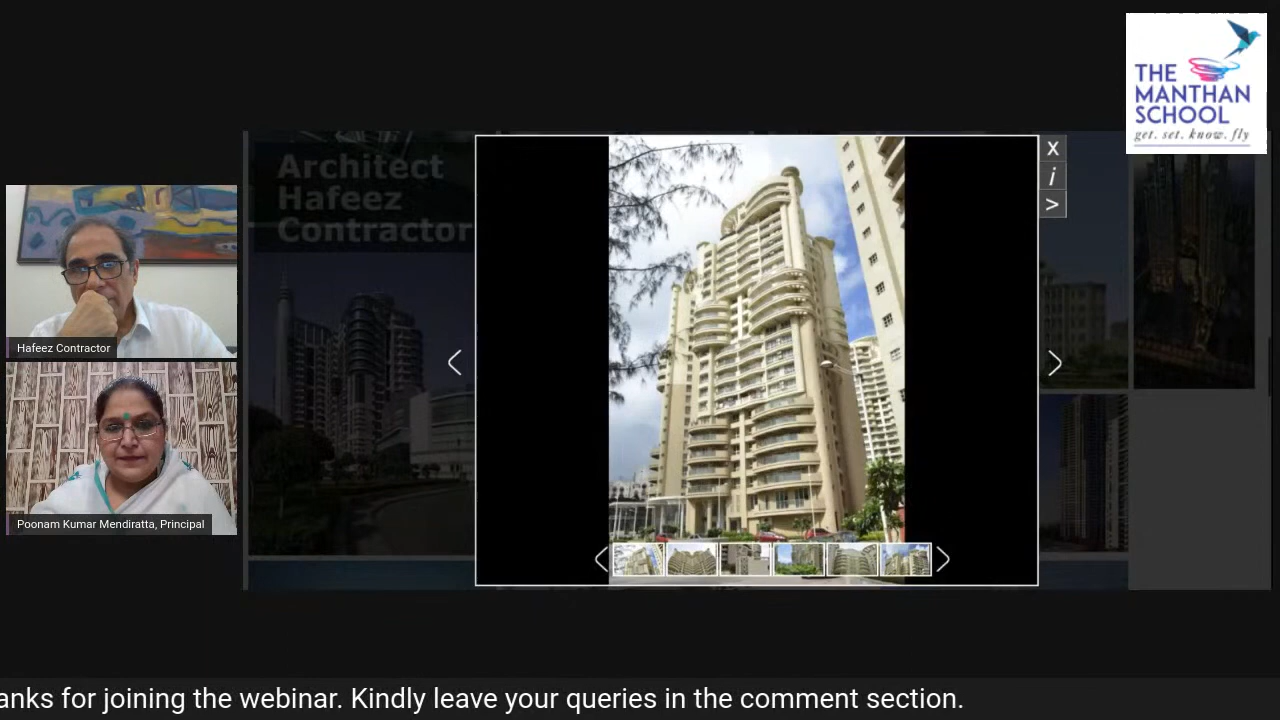 THE
MANTHAN
SCHOOL
get. set. know. fly
Architect
Hafeez
Contractor
x
i
>
Hafeez Contractor
Poonam Kumar Mendiratta, Principal
anks for joining the webinar. Kindly leave your queries in the comment section.